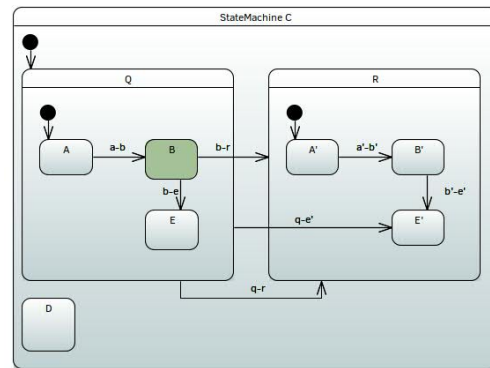 StateMachine C
Q
R
A
a-b
B
b-r
A'
a'-b'
B'
b-e
b'-e'
E
q-e'
E'
q-r
D